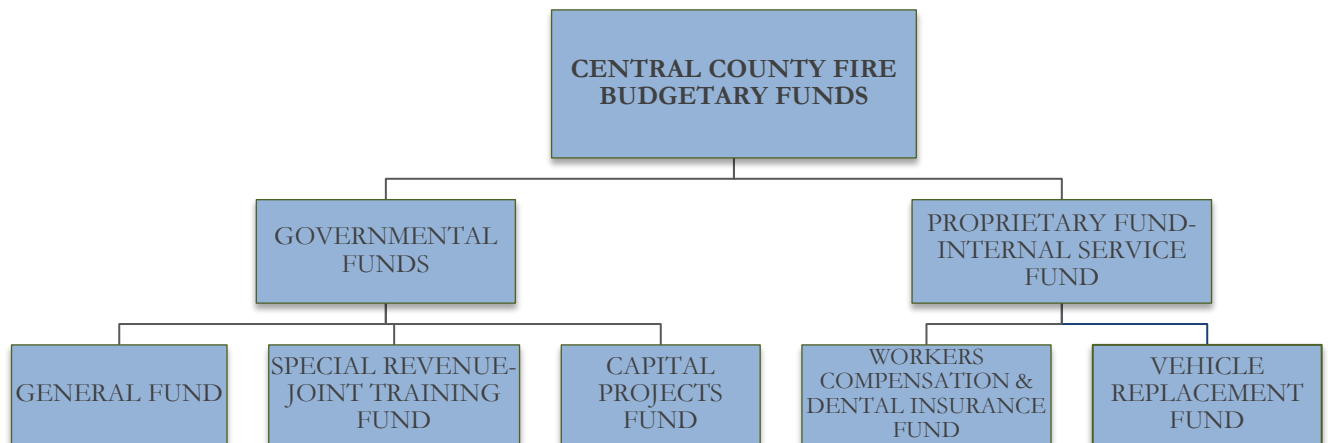 CENTRAL COUNTY FIRE
BUDGETARY FUNDS
GOVERNMENTAL
FUNDS
PROPRIETARY FUND-
INTERNAL SERVICE
FUND
GENERAL FUND
SPECIAL REVENUE-
JOINT TRAINING
FUND
CAPITAL
PROJECTS
FUND
WORKERS
COMPENSATION &
DENTAL INSURANCE
FUND
VEHICLE
REPLACEMENT
FUND